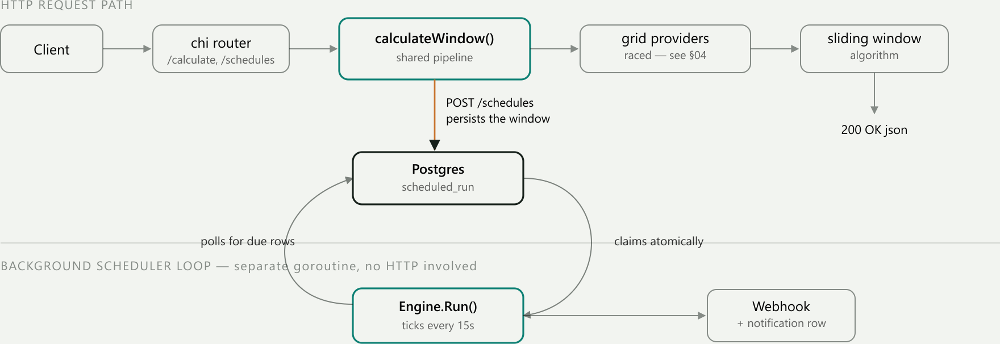 HTTP REQUEST PATH
Client
chi router
/calculate, /schedules
calculateWindow()
shared pipeline
grid providers
raced — see §04
sliding window
algorithm
POST /schedules
persists the window
200 OK json
Postgres
scheduled_run
polls for due rows
claims atomically
BACKGROUND SCHEDULER LOOP — separate goroutine, no HTTP involved
Engine.Run()
ticks every 15s
Webhook
+ notification row